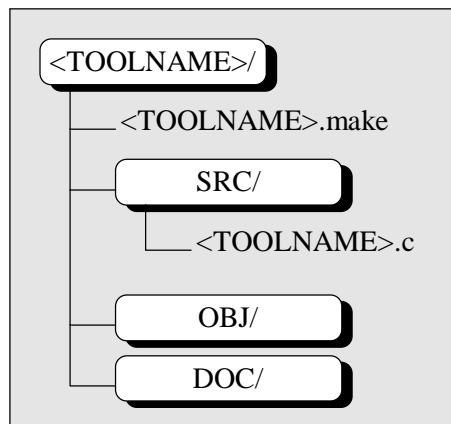 <TOOLNAME>/
<TOOLNAME>.make
SRC/
<TOOLNAME>.c
OBJ/
DOC/